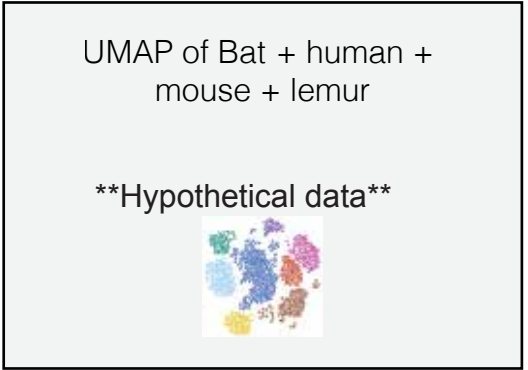 UMAP of Bat + human +
mouse + lemur
**Hypothetical data**